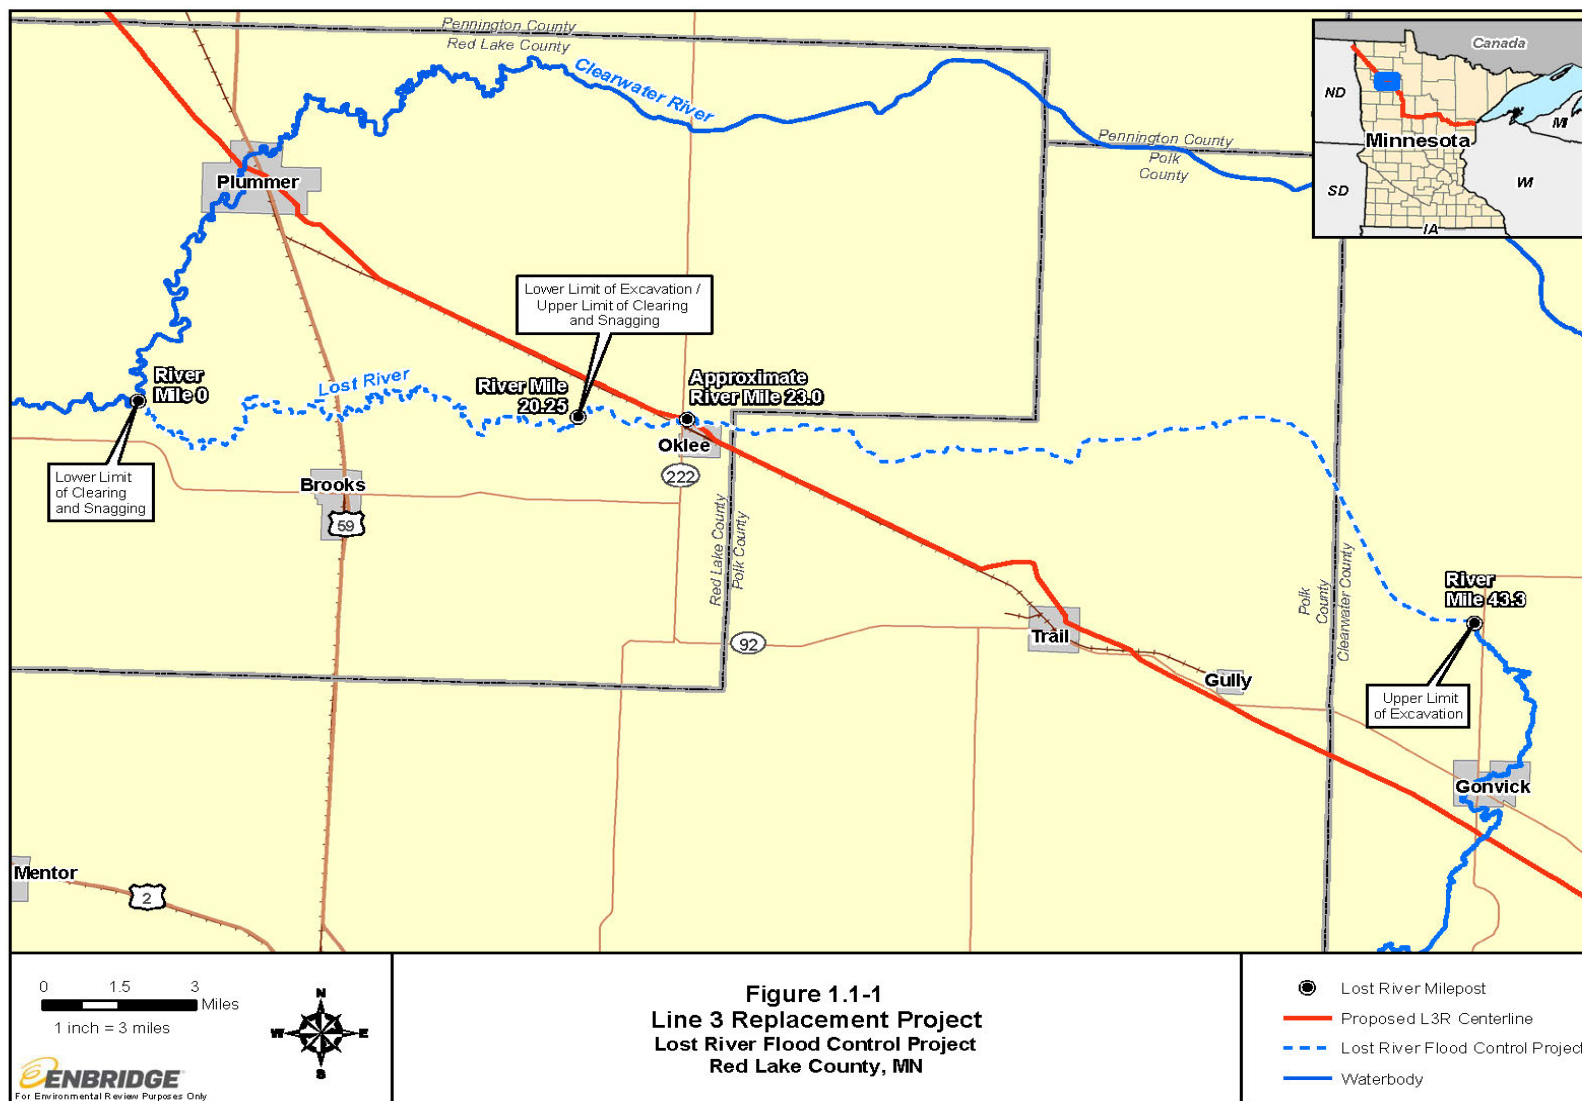 Pennington County
Red Lake County
Clearwater River
Pennington County
Polk
County
Canada
ND
Minnesota
MI
SD
WI
IA
Plummer
Lower Limit of Excavation /
Upper Limit of Clearing
and Snagging
River
Mile 0
Lost River
River Mile
20.25
Approximate
River Mile 23.0
Oklee
222
Lower Limit
of Clearing
and Snagging
Brooks
59
Red Lake County
Polk County
Polk
County
Clearwater County
River
Mile 43.3
92
Trail
Gully
Upper Limit
of Excavation
Gonvick
Mentor
2
0 1.5 3
Miles
1 inch = 3 miles
N
W E
S
ENBRIDGE
For Environmental Review Purposes Only
Figure 1.1-1
Line 3 Replacement Project
Lost River Flood Control Project
Red Lake County, MN
Lost River Milepost
Proposed L3R Centerline
Lost River Flood Control Project
Waterbody